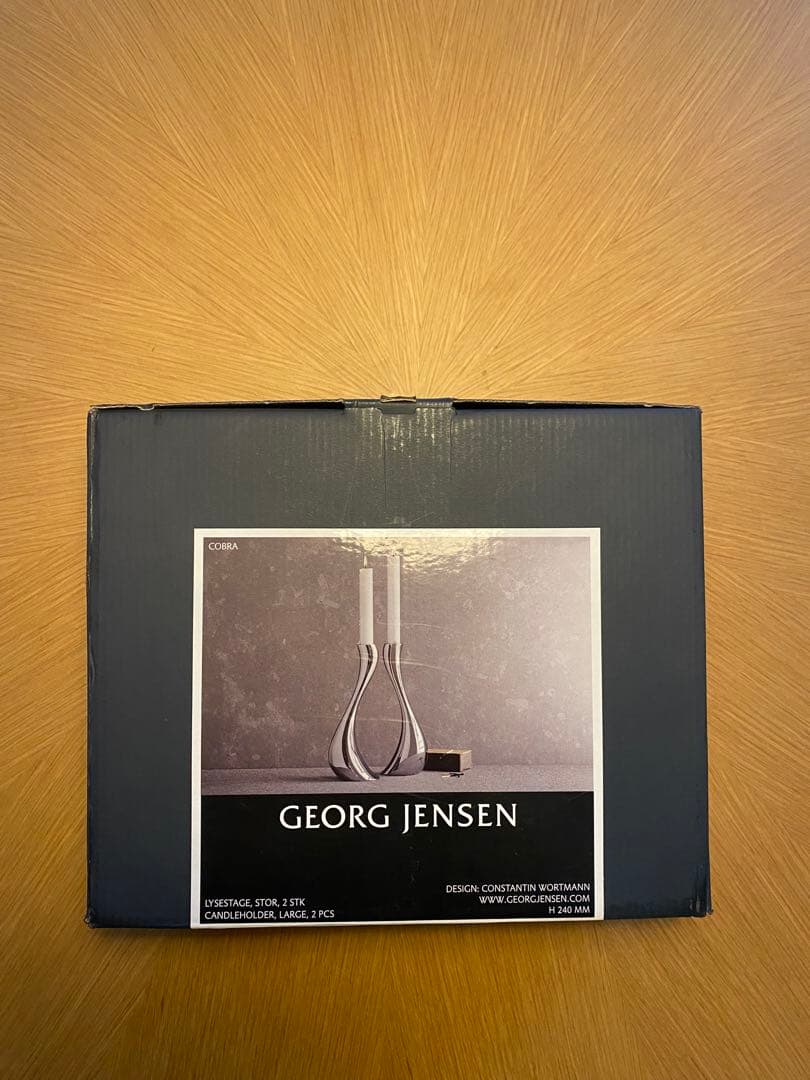 COBRA
GEORG JENSEN
LYSESTAGE, STOR, 2 STK
CANDLEHOLDER, LARGE, 2 PCS
DESIGN: CONSTANTIN WORTMANN
WWW.GEORGJENSEN.COM
H 240 MM